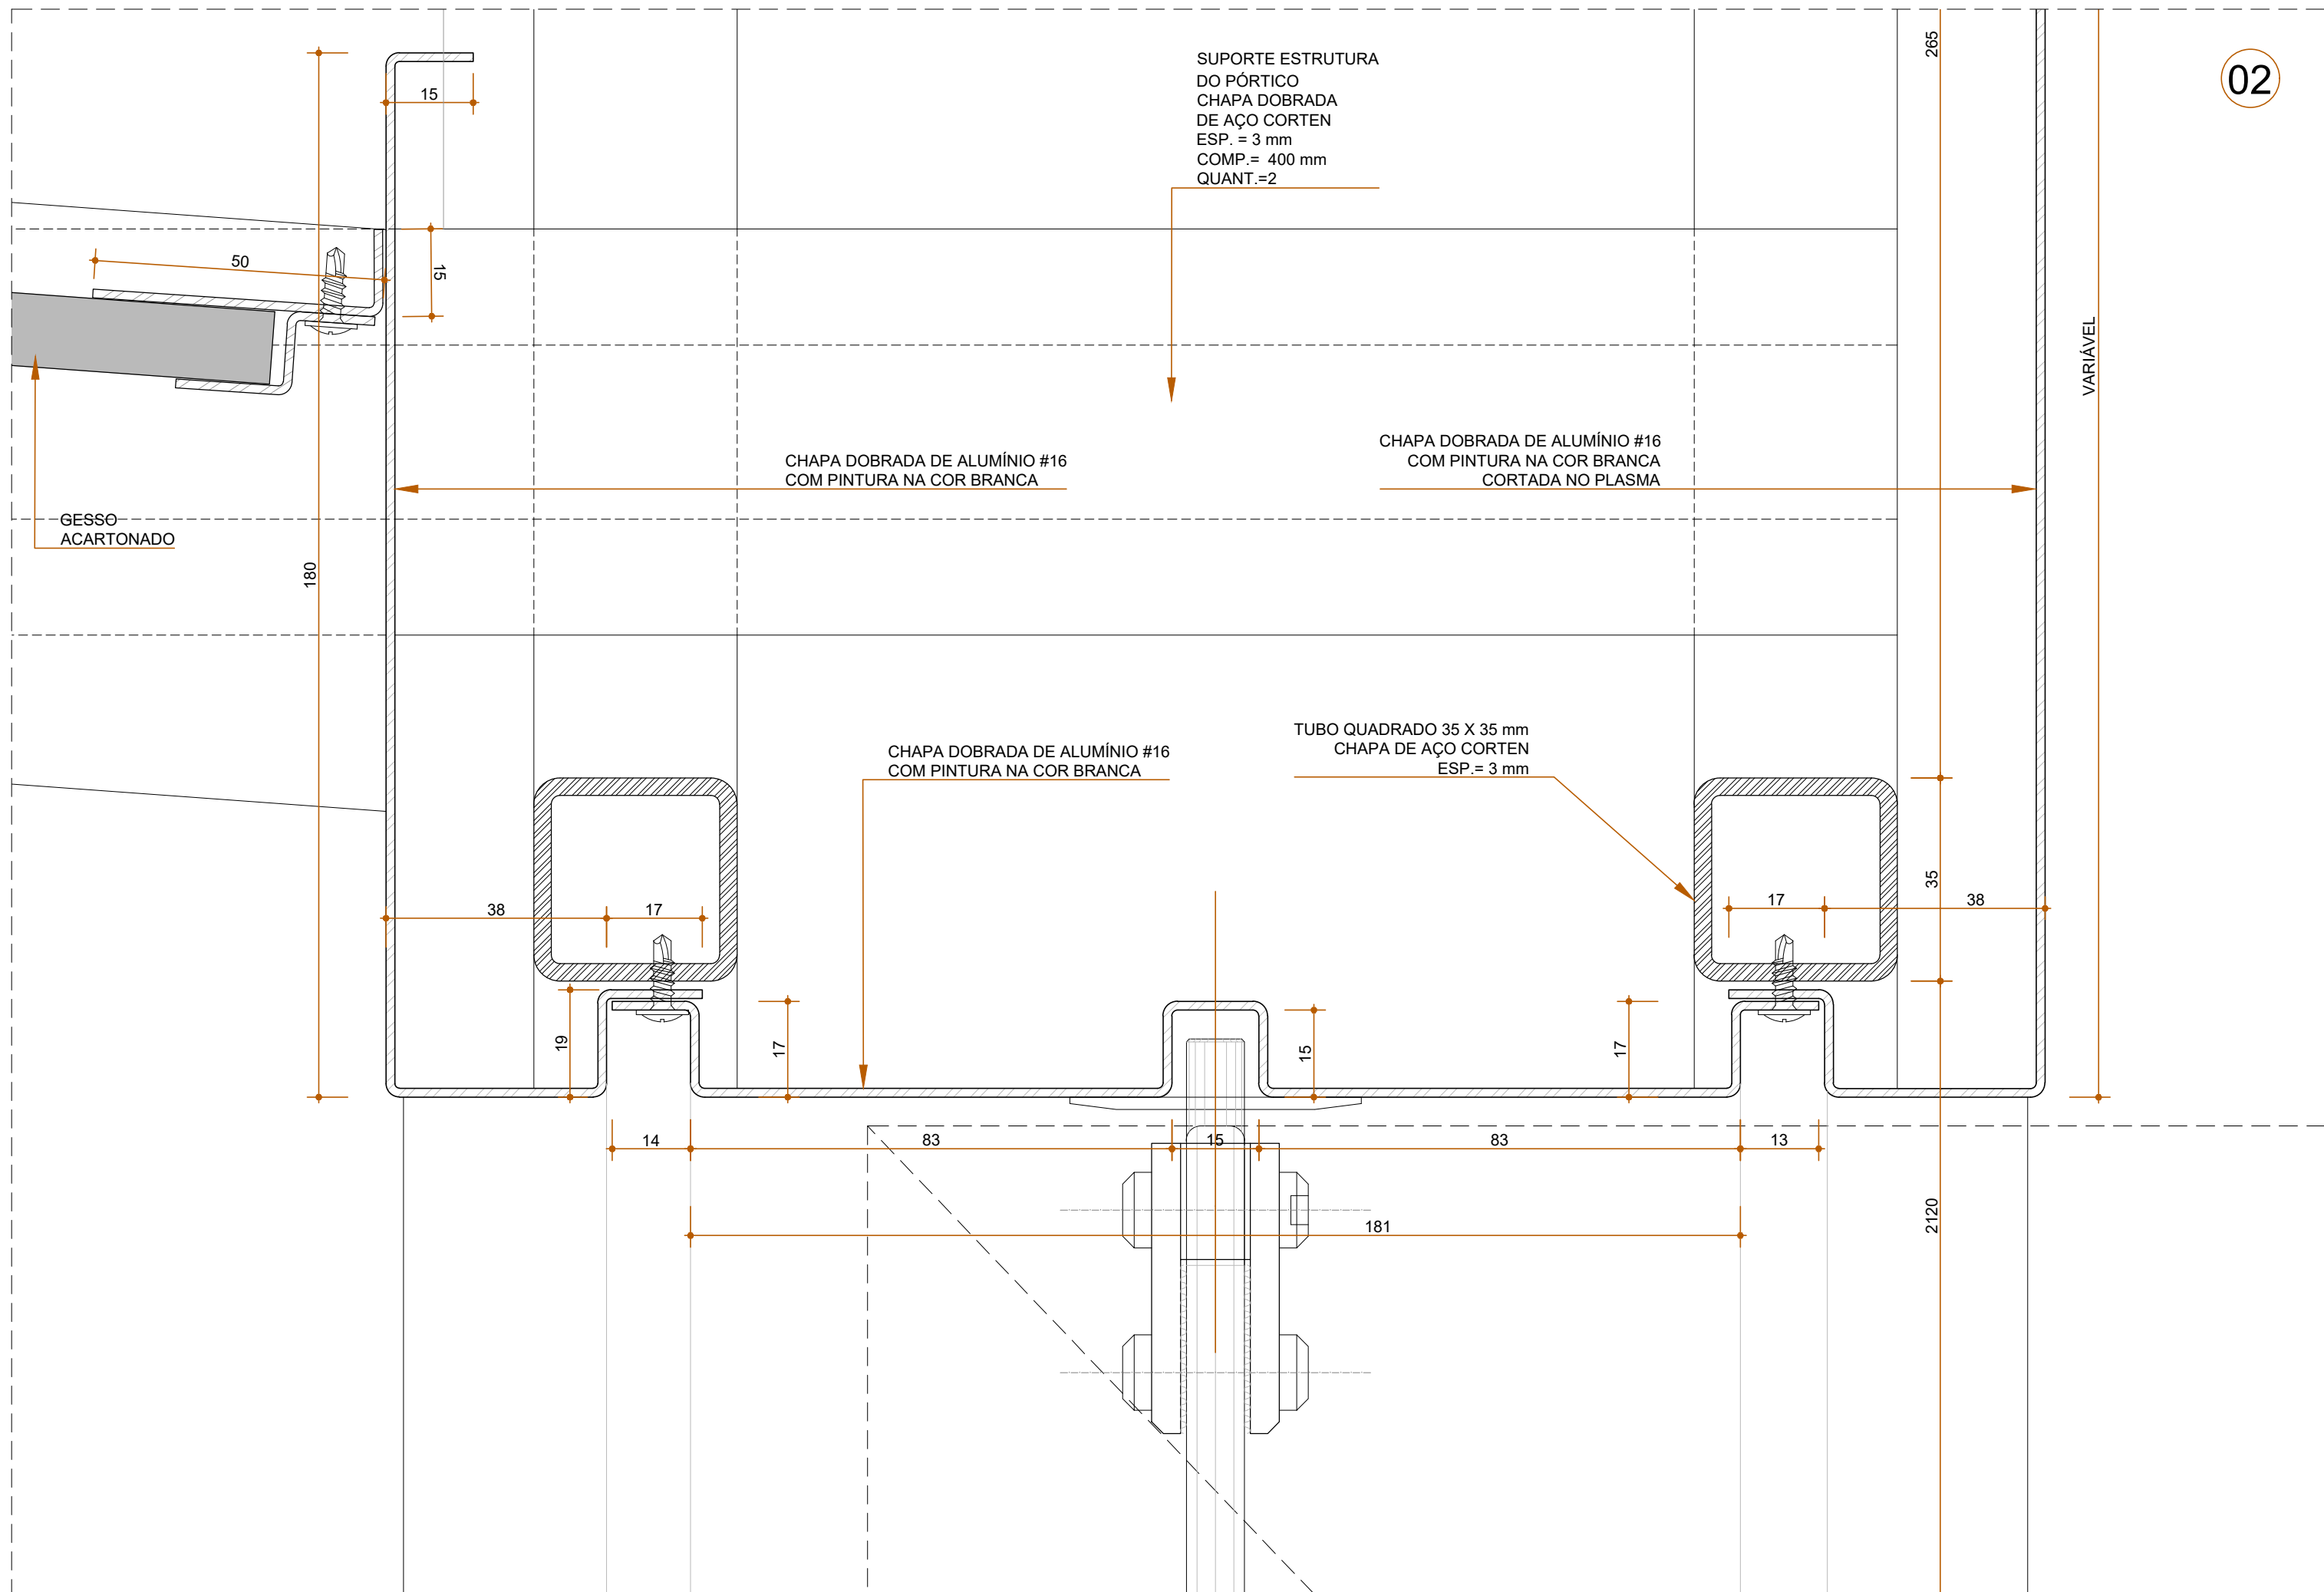 SUPORTE ESTRUTURA
DO PÓRTICO
CHAPA DOBRADA
DE AÇO CORTEN
ESP. = 3 mm
COMP.= 400 mm
QUANT.=2
265
02
15
50
15
VARIÁVEL
CHAPA DOBRADA DE ALUMÍNIO #16
COM PINTURA NA COR BRANCA
CHAPA DOBRADA DE ALUMÍNIO #16
COM PINTURA NA COR BRANCA
CORTADA NO PLASMA
GESSO
ACARTONADO
180
CHAPA DOBRADA DE ALUMÍNIO #16
COM PINTURA NA COR BRANCA
TUBO QUADRADO 35 X 35 mm
CHAPA DE AÇO CORTEN
ESP.= 3 mm
38
17
17
35
38
19
17
15
17
14
83
15
83
13
181
2120